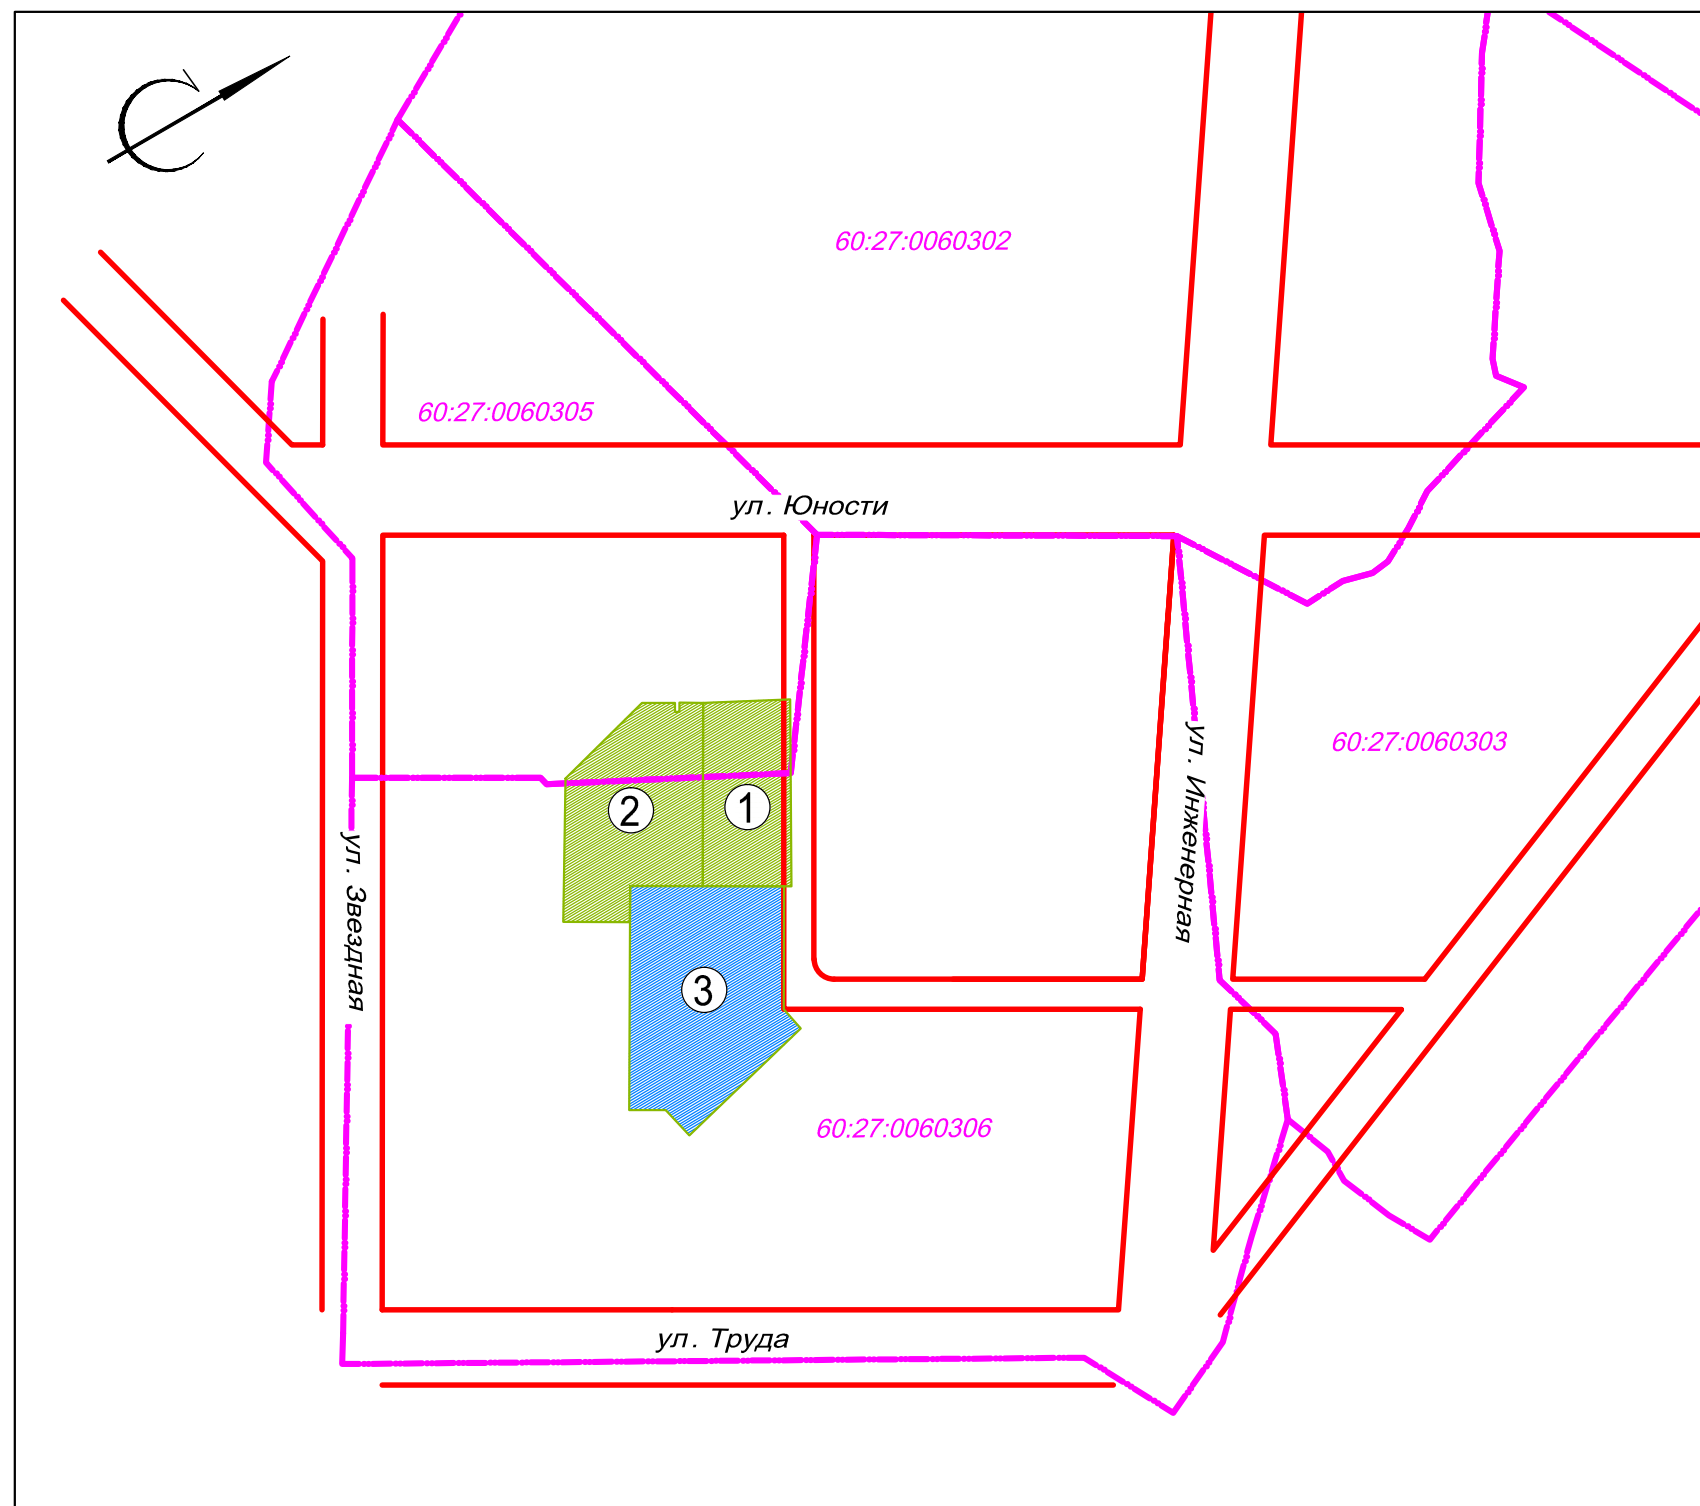 С
60:27:0060302
60:27:0060305
ул. Юности
ул. Инженерная
60:27:0060303
2
1
ул. Звездная
3
60:27:0060306
ул. Труда